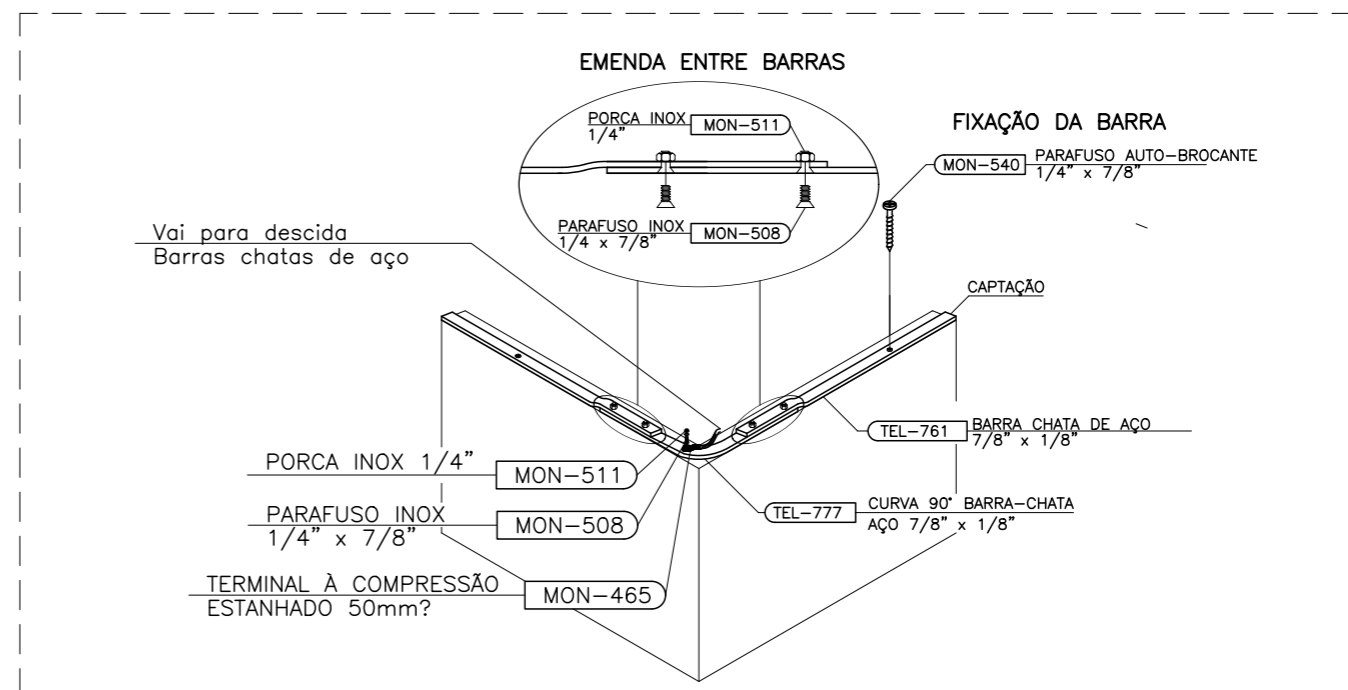 EMENDA ENTRE BARRAS
PORCA INOX
1/4"
MON-511
PARAFUSO INOX
1/4 x 7/8"
MON-508
FIXAÇÃO DA BARRA
MON-540
PARAFUSO AUTO-BROCANTE
1/4" x 7/8"
Vai para descida
Barras chatas de aço
CAPTAÇÃO
TEL-761
BARRA CHATA DE AÇO
7/8" x 1/8"
PORCA INOX 1/4"
MON-511
PARAFUSO INOX
1/4" x 7/8"
MON-508
TEL-777
CURVA 90° BARRA-CHATA
AÇO 7/8" x 1/8"
TERMINAL À COMPRESSÃO
ESTANHADO 50mm?
MON-465